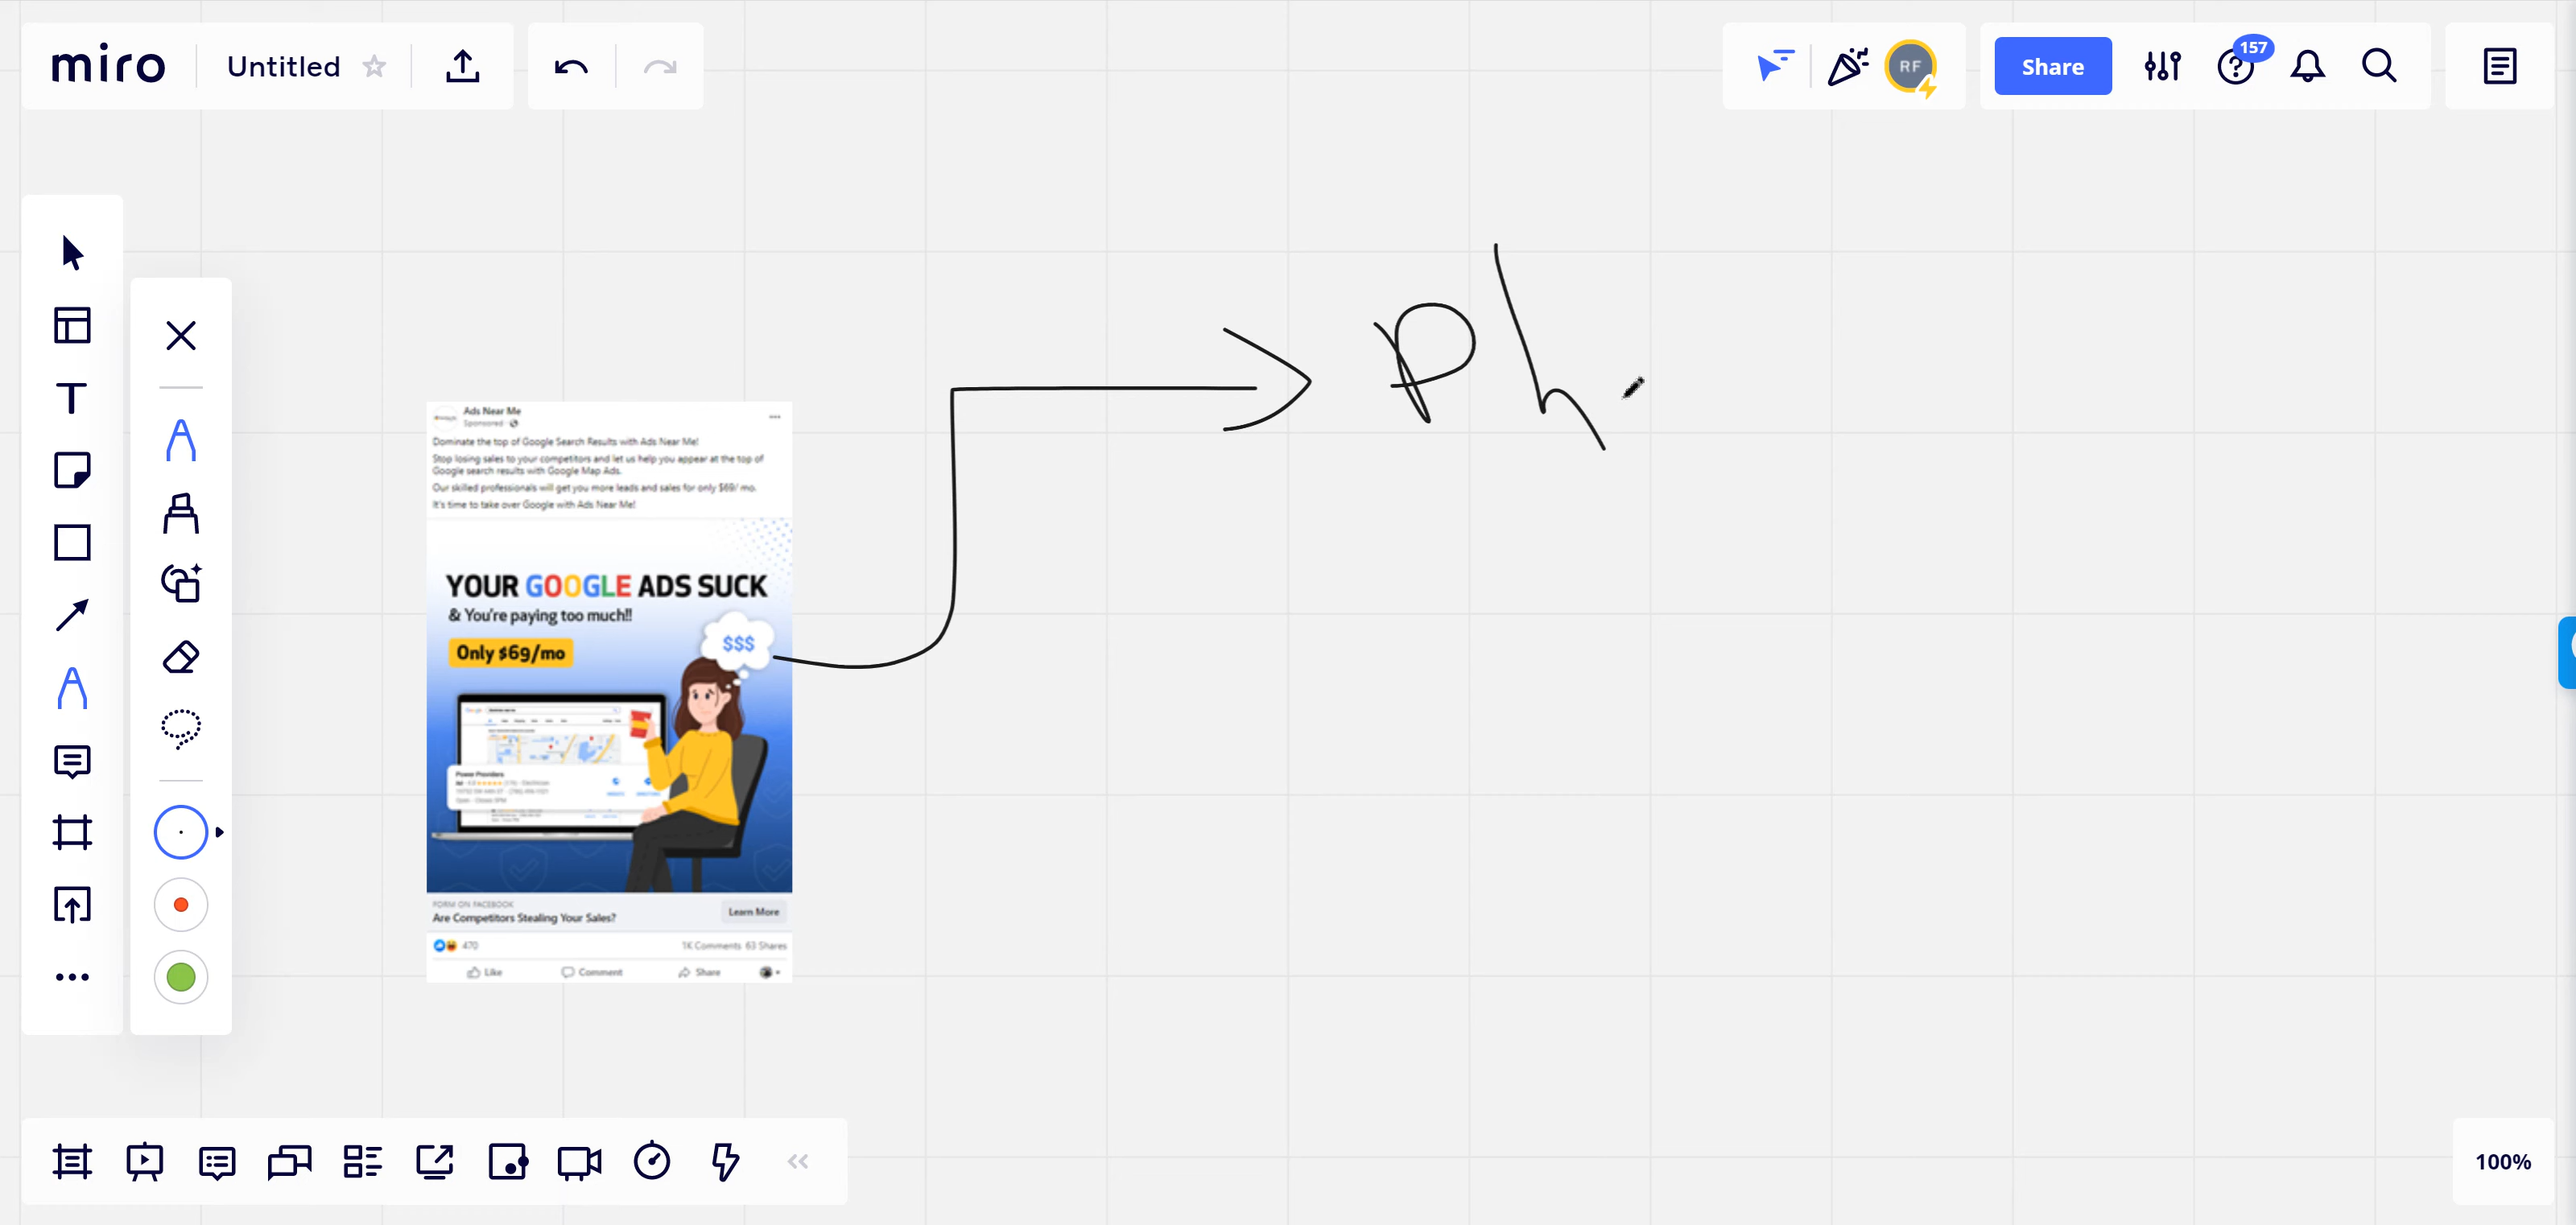 miro
Untitled
RF
Share
157
Ph
Ads Near Me
Sponsored
Dominate the top of Google Search Results with Ads Near Me!
Stop losing sales to your competitors and let us help you appear at the top of
Google search results with Google Map Ads.
Our skilled professionals will get you more leads and sales for only $69/ mo.
It's time to take over Google with Ads Near Me!
YOUR GOOGLE ADS SUCK
& You're paying too much!!
Only $69/mo
$$$
Power Providers
FORM ON FACEBOOK
Are Competitors Stealing Your Sales?
Learn More
470
1K Comments 63 Shares
Like
Comment
Share
100%